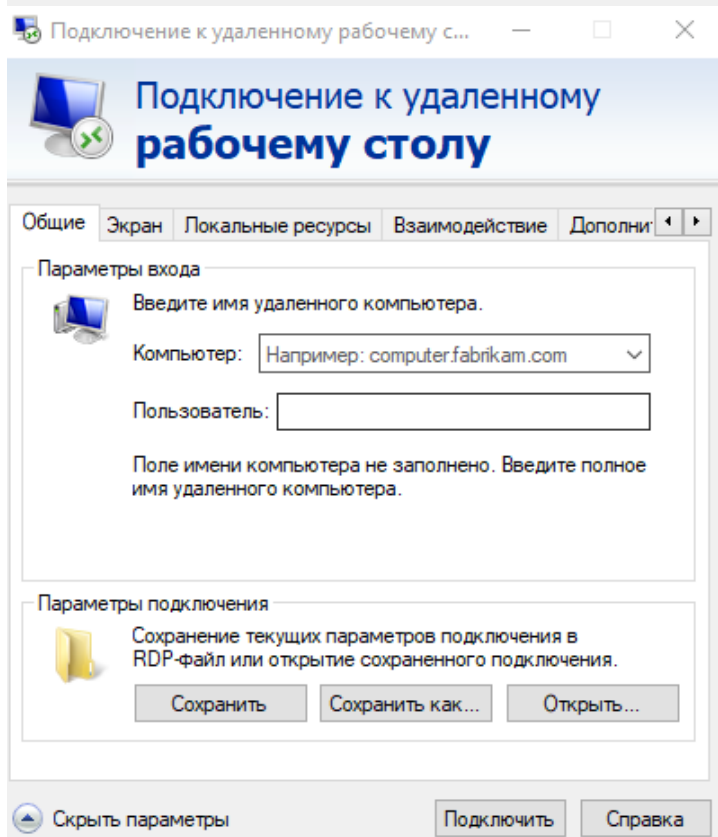 Подключение к удаленному рабочему с...
Подключение к удаленному
рабочему столу
Общие Экран Локальные ресурсы Взаимодействие Дополнит
Параметры входа
Введите имя удаленного компьютера.
Компьютер: Например: computer.fabrikam.com
Пользователь:
Поле имени компьютера не заполнено. Введите полное
имя удаленного компьютера.
Параметры подключения
Сохранение текущих параметров подключения в
RDP-файл или открытие сохраненного подключения.
Сохранить Сохранить как... Открыть...
Скрыть параметры Подключить Справка